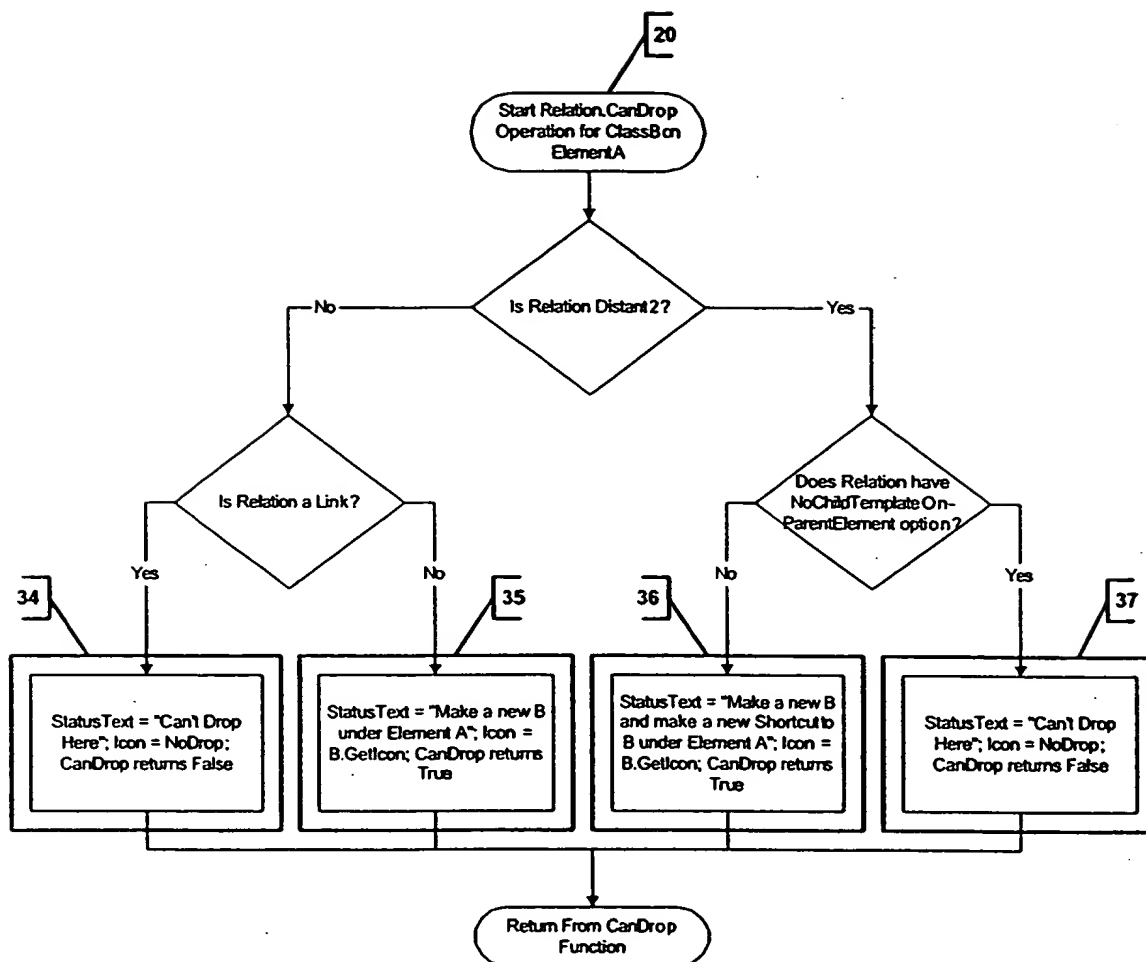 20
Start Relation.CanDrop
Operation for ClassB on
ElementA
Is Relation Distant2?
No
Yes
Is Relation a Link?
Does Relation have
NoChildTemplateOn-
ParentElement option?
Yes
No
No
Yes
34
35
36
37
StatusText = "Can't Drop
Here"; Icon = NoDrop;
CanDrop returns False
StatusText = "Make a new B
under Element A"; Icon =
B.GetIcon; CanDrop returns
True
StatusText = "Make a new B
and make a new Shortcut to
B under Element A"; Icon =
B.GetIcon; CanDrop returns
True
StatusText = "Can't Drop
Here"; Icon = NoDrop;
CanDrop returns False
Return From CanDrop
Function